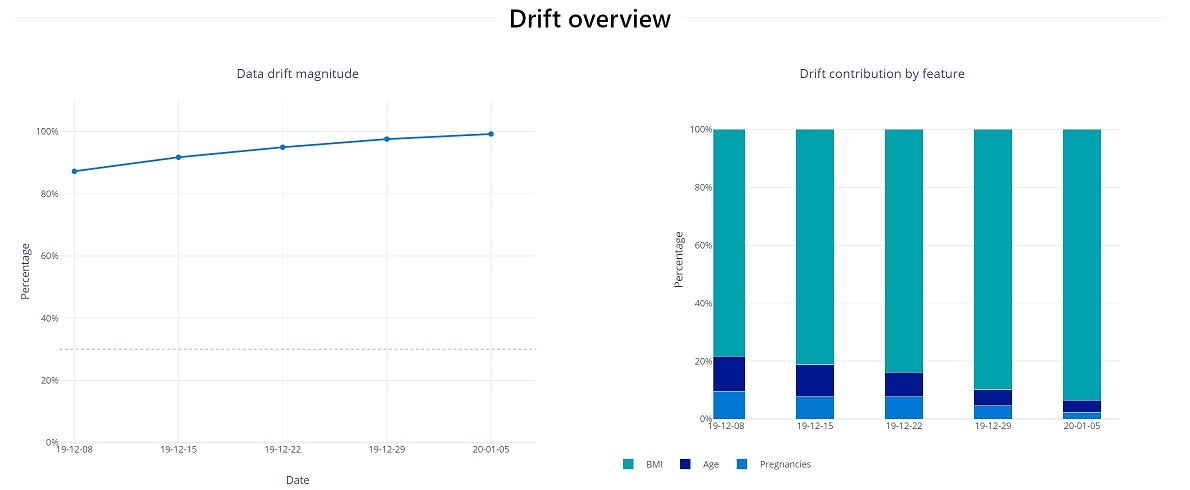 Drift overview
Data drift magnitude
100%
80%
60%
40%
20%
0%
Percentage
19-12-08 19-12-15 19-12-22 19-12-29 20-01-05
Date
Drift contribution by feature
100%
80%
60%
40%
20%
0%
Percentage
19-12-08 19-12-15 19-12-22 19-12-29 20-01-05
BMI Age Pregnancies